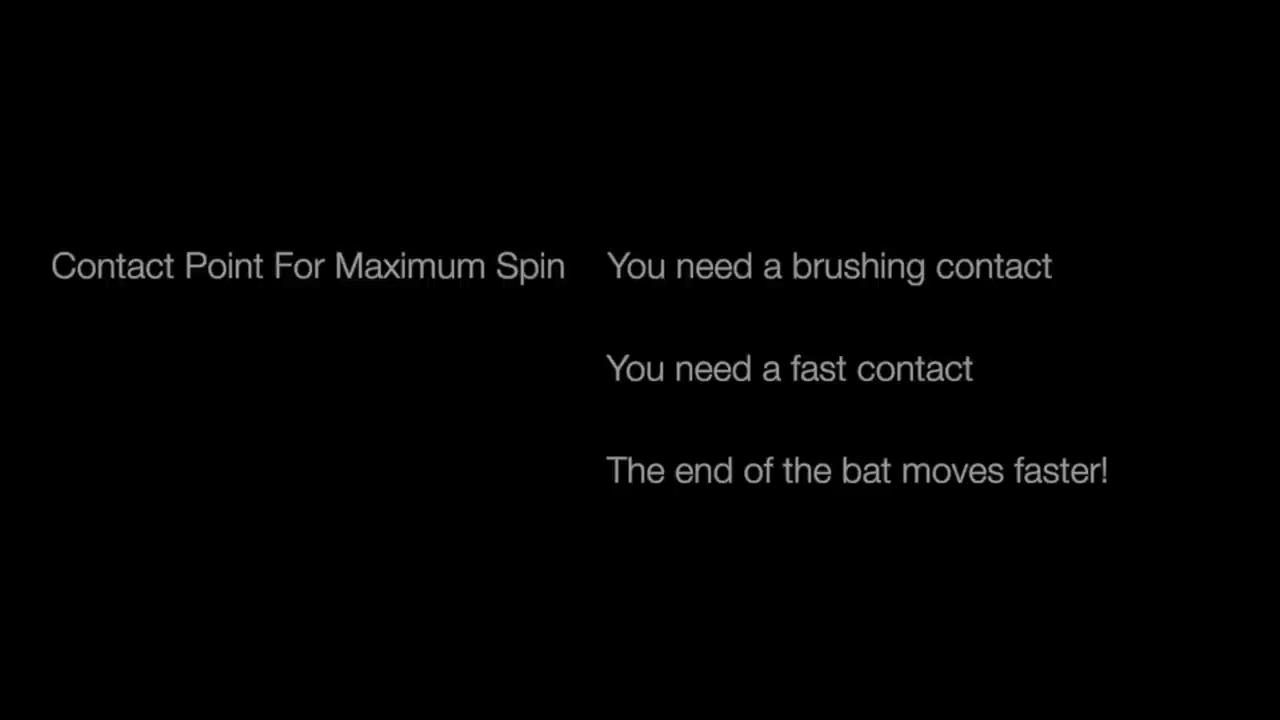 Contact Point For Maximum Spin
You need a brushing contact
You need a fast contact
The end of the bat moves faster!